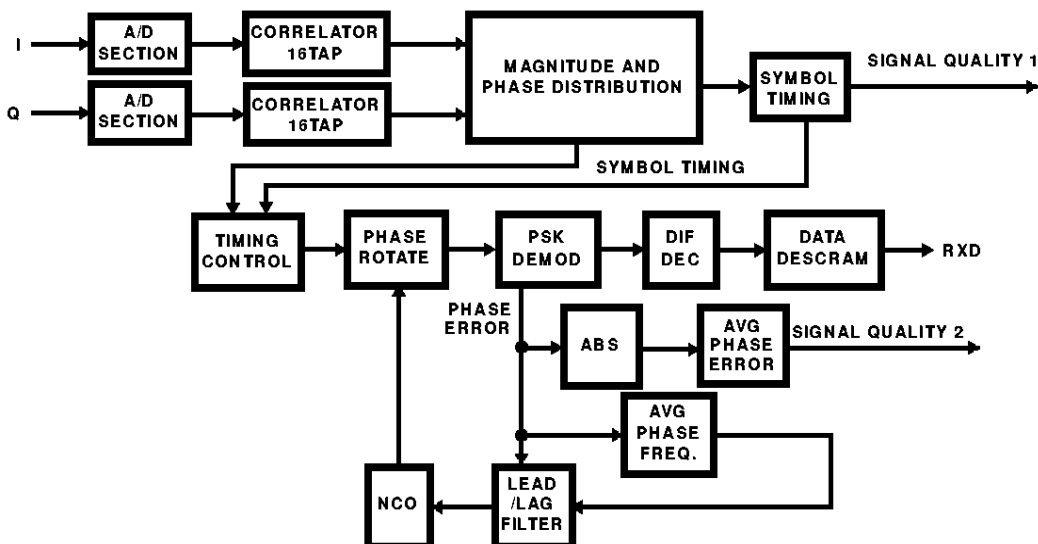 I
A/D
SECTION
CORRELATOR
16TAP
MAGNITUDE AND
PHASE DISTRIBUTION
SYMBOL
TIMING
SIGNAL QUALITY 1
Q
A/D
SECTION
CORRELATOR
16TAP
SYMBOL TIMING
TIMING
CONTROL
PHASE
ROTATE
PSK
DEMOD
DIF
DEC
DATA
DESCRAM
RXD
PHASE
ERROR
ABS
AVG
PHASE
ERROR
SIGNAL QUALITY 2
AVG
PHASE
FREQ.
NCO
LEAD
/LAG
FILTER